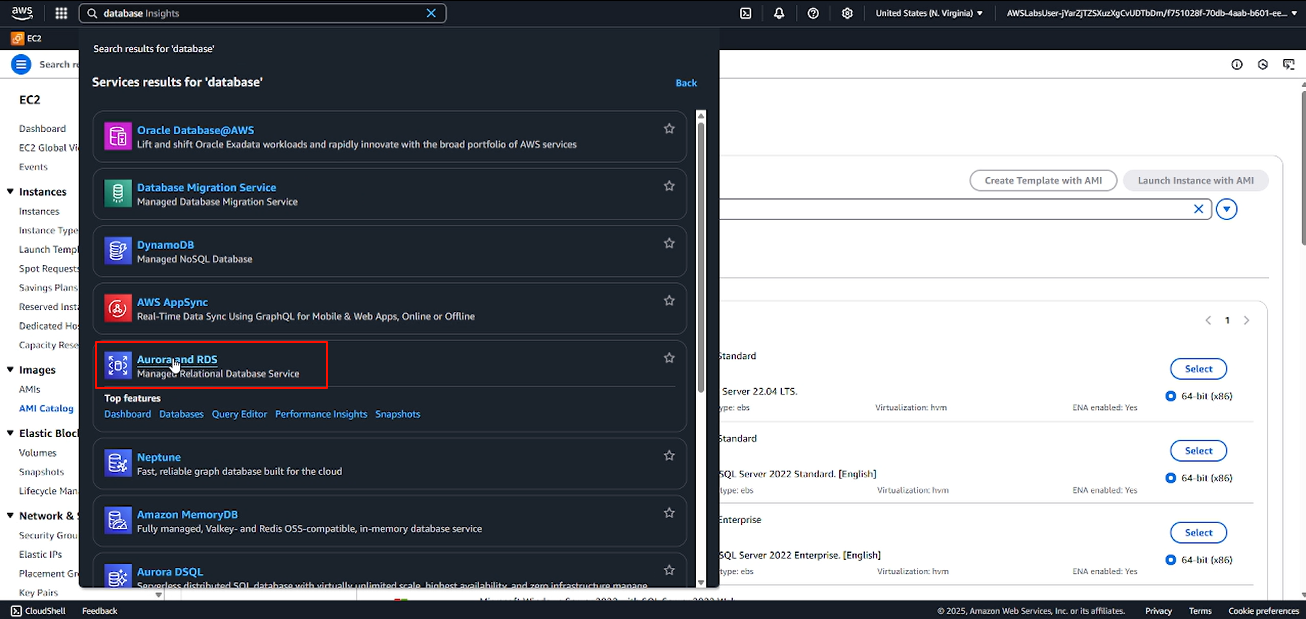 aws
database Insights
United States (N. Virginia)
AWSLabsUser-jYarZjTZSXuzXgCvUDTbDm/f751028f-70db-4aab-b601-ee...
EC2
Search re
Search results for 'database'
Services results for 'database'
Back
EC2
Dashboard
EC2 Global Vi
Events
Instances
Instances
Instance Type
Launch Templ
Spot Requests
Savings Plans
Reserved Insta
Dedicated Hos
Capacity Rese
Images
AMIs
AMI Catalog
Elastic Block
Volumes
Snapshots
Lifecycle Mana
Network & S
Security Grou
Elastic IPs
Placement Gr
Key Pairs
Oracle Database@AWS
Lift and shift Oracle Exadata workloads and rapidly innovate with the broad portfolio of AWS services
Database Migration Service
Managed Database Migration Service
DynamoDB
Managed NoSQL Database
AWS AppSync
Real-Time Data Sync Using GraphQL for Mobile & Web Apps, Online or Offline
Aurora and RDS
Managed Relational Database Service
Top features
Dashboard Databases Query Editor Performance Insights Snapshots
Neptune
Fast, reliable graph database built for the cloud
Amazon MemoryDB
Fully managed, Valkey- and Redis OSS-compatible, in-memory database service
Aurora DSQL
Serverless distributed SQL database with virtually unlimited scale, highest availability, and zero infrastructure manage
Create Template with AMI
Launch Instance with AMI
1
Standard
Select
Server 22.04 LTS.
64-bit (x86)
type: ebs Virtualization: hvm ENA enabled: Yes
Standard
Select
SQL Server 2022 Standard. [English]
64-bit (x86)
type: ebs Virtualization: hvm ENA enabled: Yes
Enterprise
Select
SQL Server 2022 Enterprise. [English]
64-bit (x86)
type: ebs Virtualization: hvm ENA enabled: Yes
CloudShell Feedback
© 2025, Amazon Web Services, Inc. or its affiliates. Privacy Terms Cookie preferences